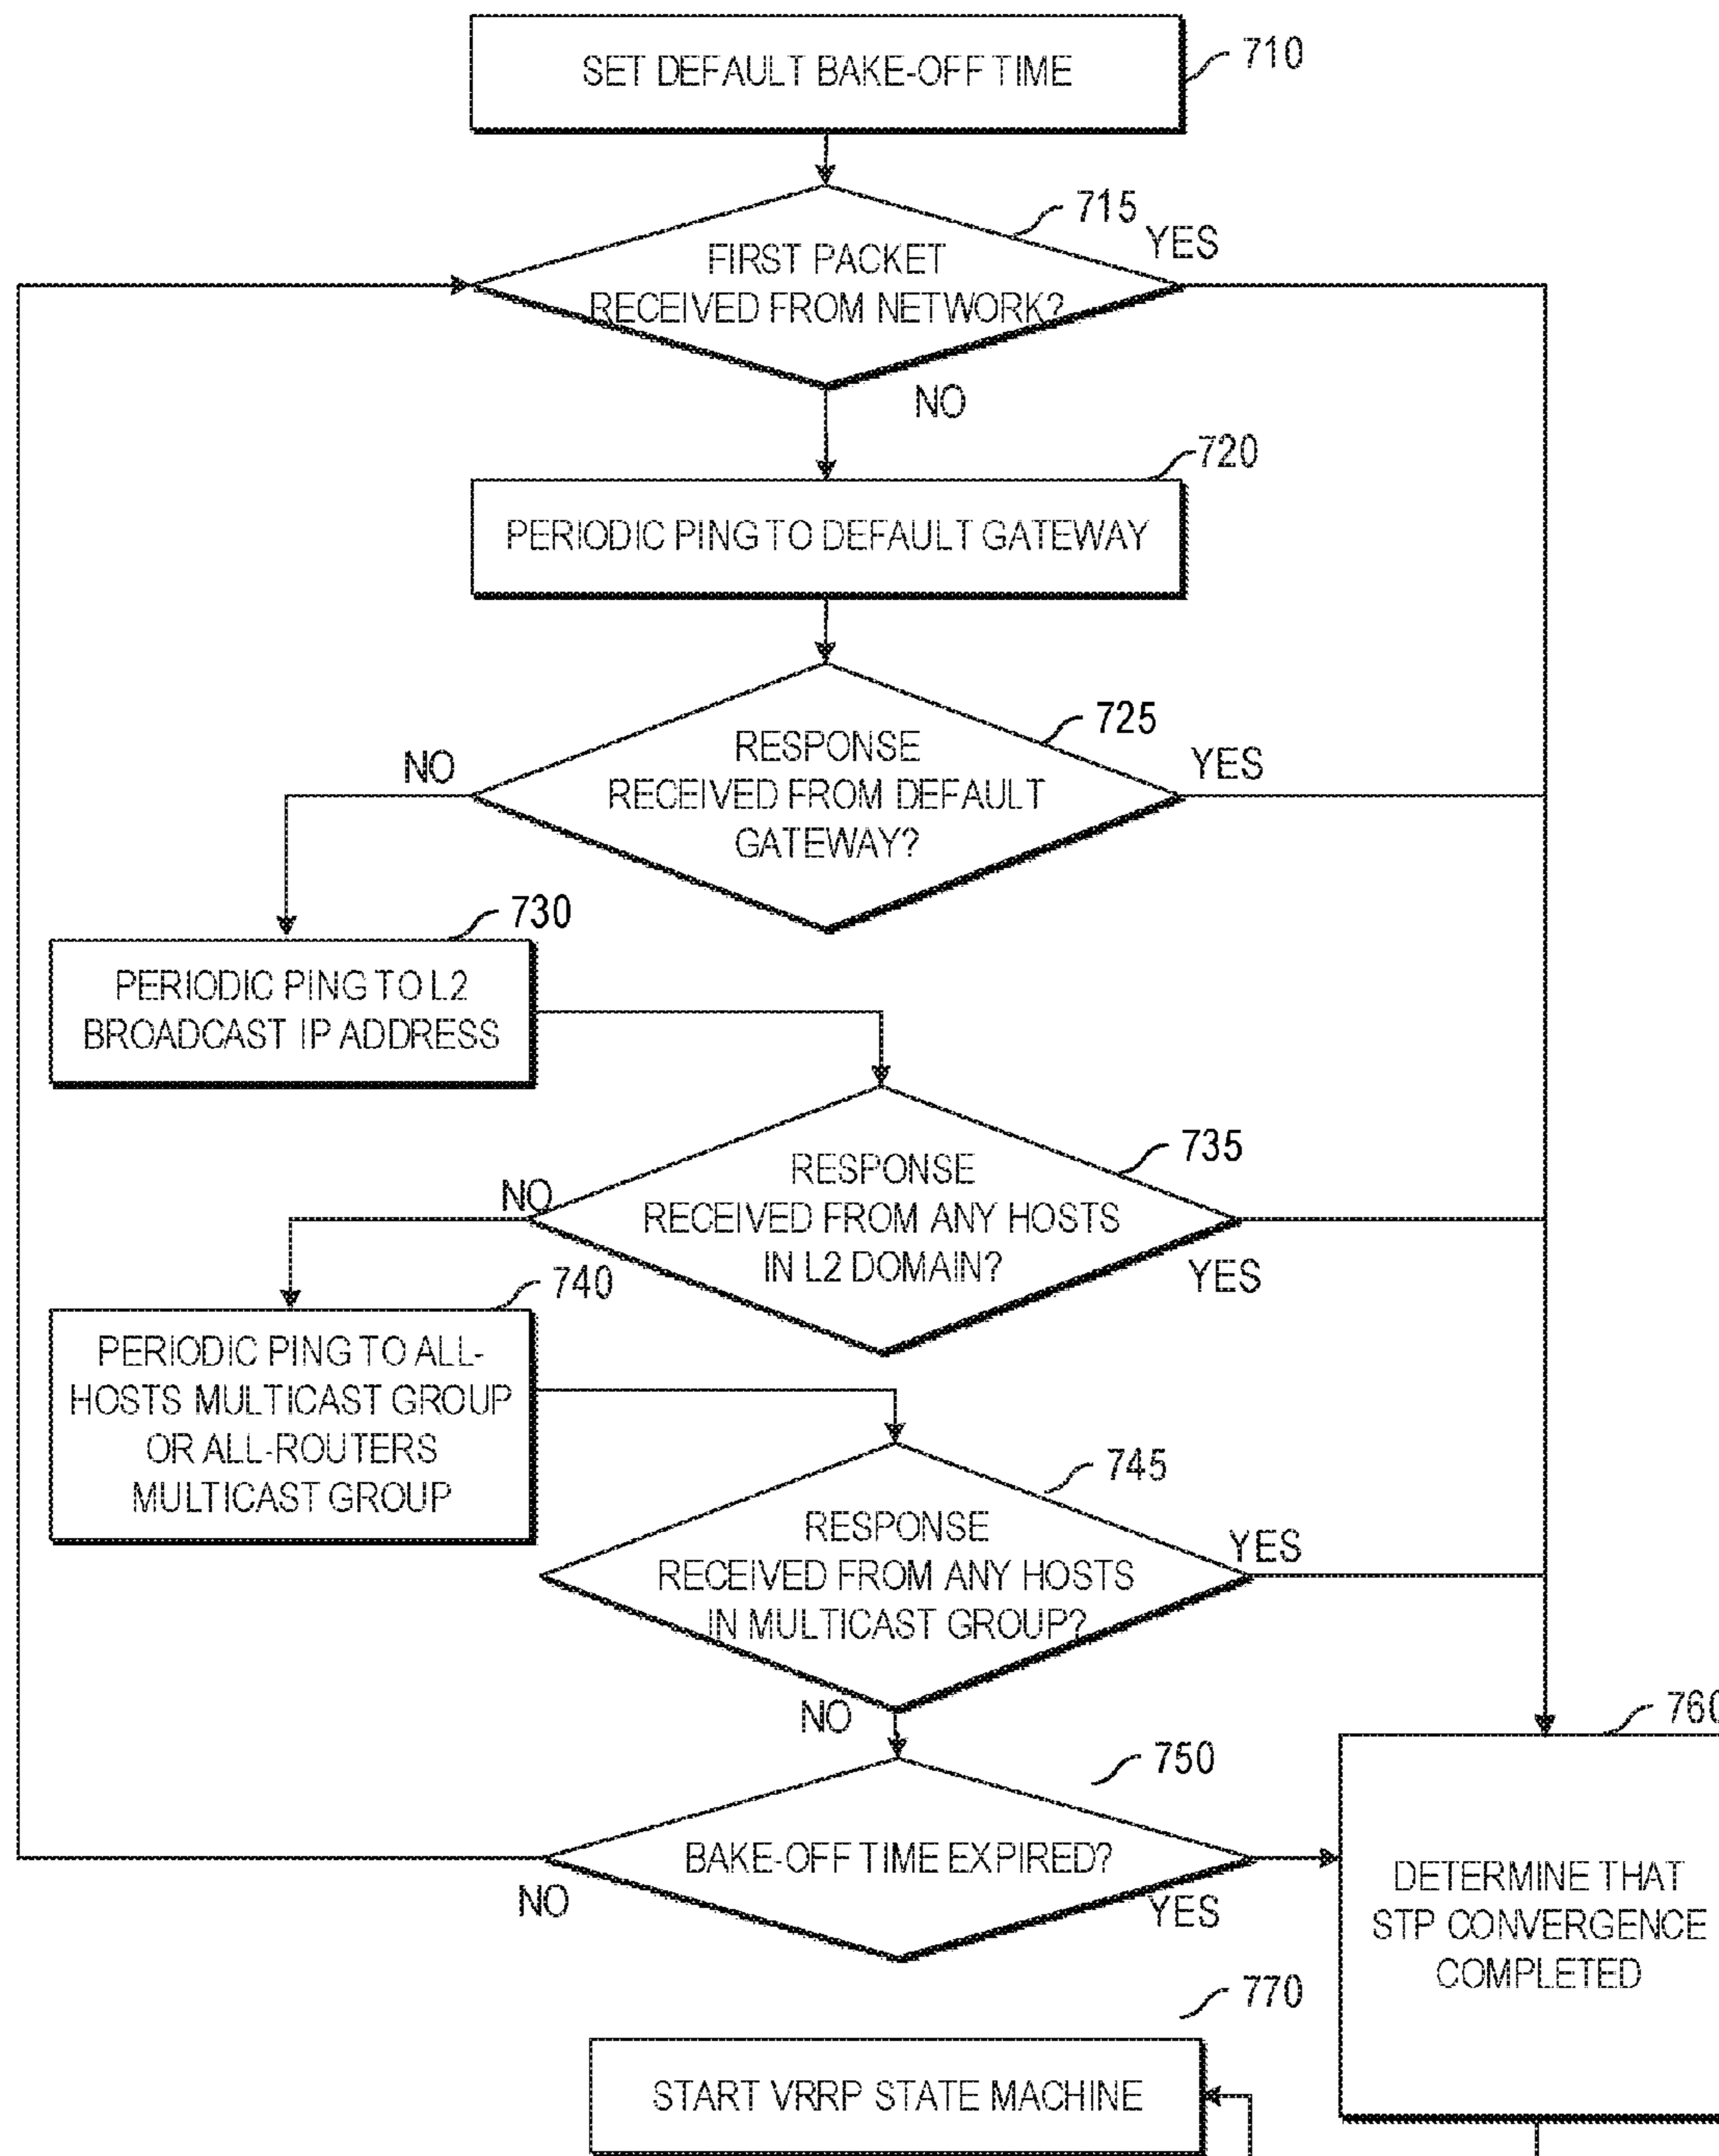 SET DEFAULT BAKE-OFF TIME
710
715
YES
FIRST PACKET
RECEIVED FROM NETWORK?
NO
720
PERIODIC PING TO DEFAULT GATEWAY
725
NO
YES
RESPONSE
RECEIVED FROM DEFAULT
GATEWAY?
730
PERIODIC PING TO L2
BROADCAST IP ADDRESS
735
NO
RESPONSE
RECEIVED FROM ANY HOSTS
IN L2 DOMAIN?
YES
740
PERIODIC PING TO ALL-
HOSTS MULTICAST GROUP
OR ALL-ROUTERS
MULTICAST GROUP
745
RESPONSE
RECEIVED FROM ANY HOSTS
IN MULTICAST GROUP?
YES
NO
750
BAKE-OFF TIME EXPIRED?
NO
YES
760
DETERMINE THAT
STP CONVERGENCE
COMPLETED
770
START VRRP STATE MACHINE